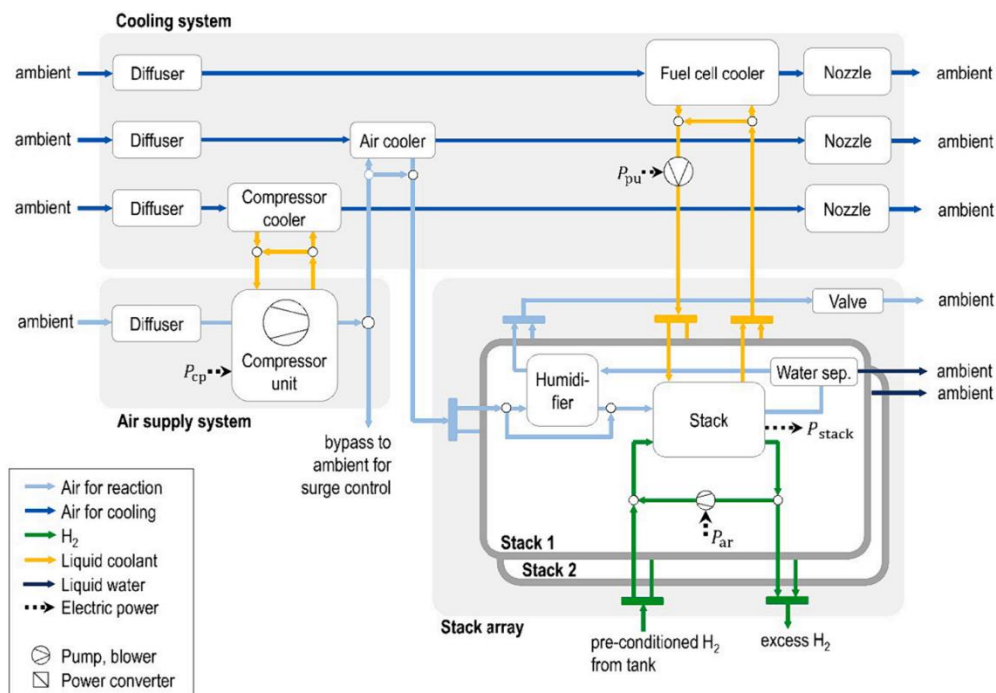 Cooling system
ambient
Diffuser
Fuel cell cooler
Nozzle
ambient
ambient
Diffuser
Air cooler
Nozzle
ambient
P_pu
ambient
Diffuser
Compressor
cooler
Nozzle
ambient
ambient
Diffuser
Compressor
unit
P_cp
Air supply system
bypass to
ambient for
surge control
Valve
ambient
Humidi-
fier
Water sep.
ambient
ambient
Stack
P_stack
P_ar
Stack 1
Stack 2
Stack array
pre-conditioned H₂
from tank
excess H₂
Air for reaction
Air for cooling
H₂
Liquid coolant
Liquid water
Electric power
Pump, blower
Power converter